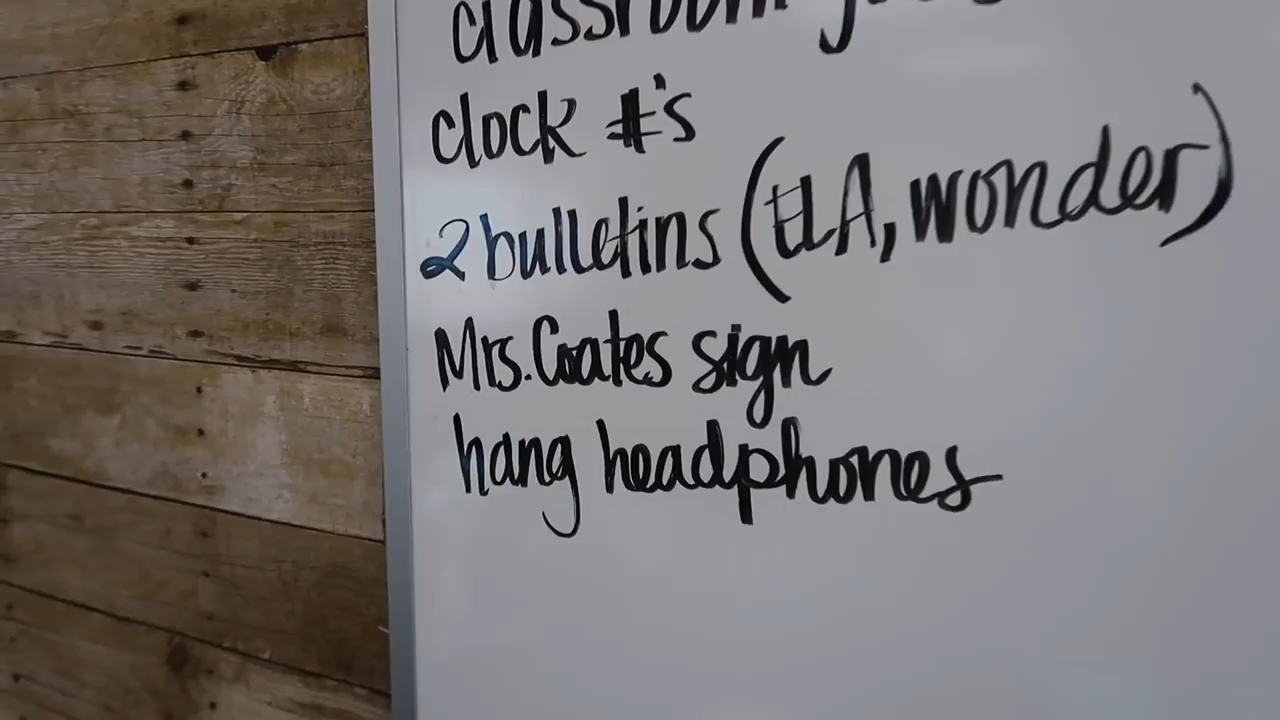 classroom
clock #'s
2 bulletins (ELA, wonder)
Mrs. Coates sign
hang headphones